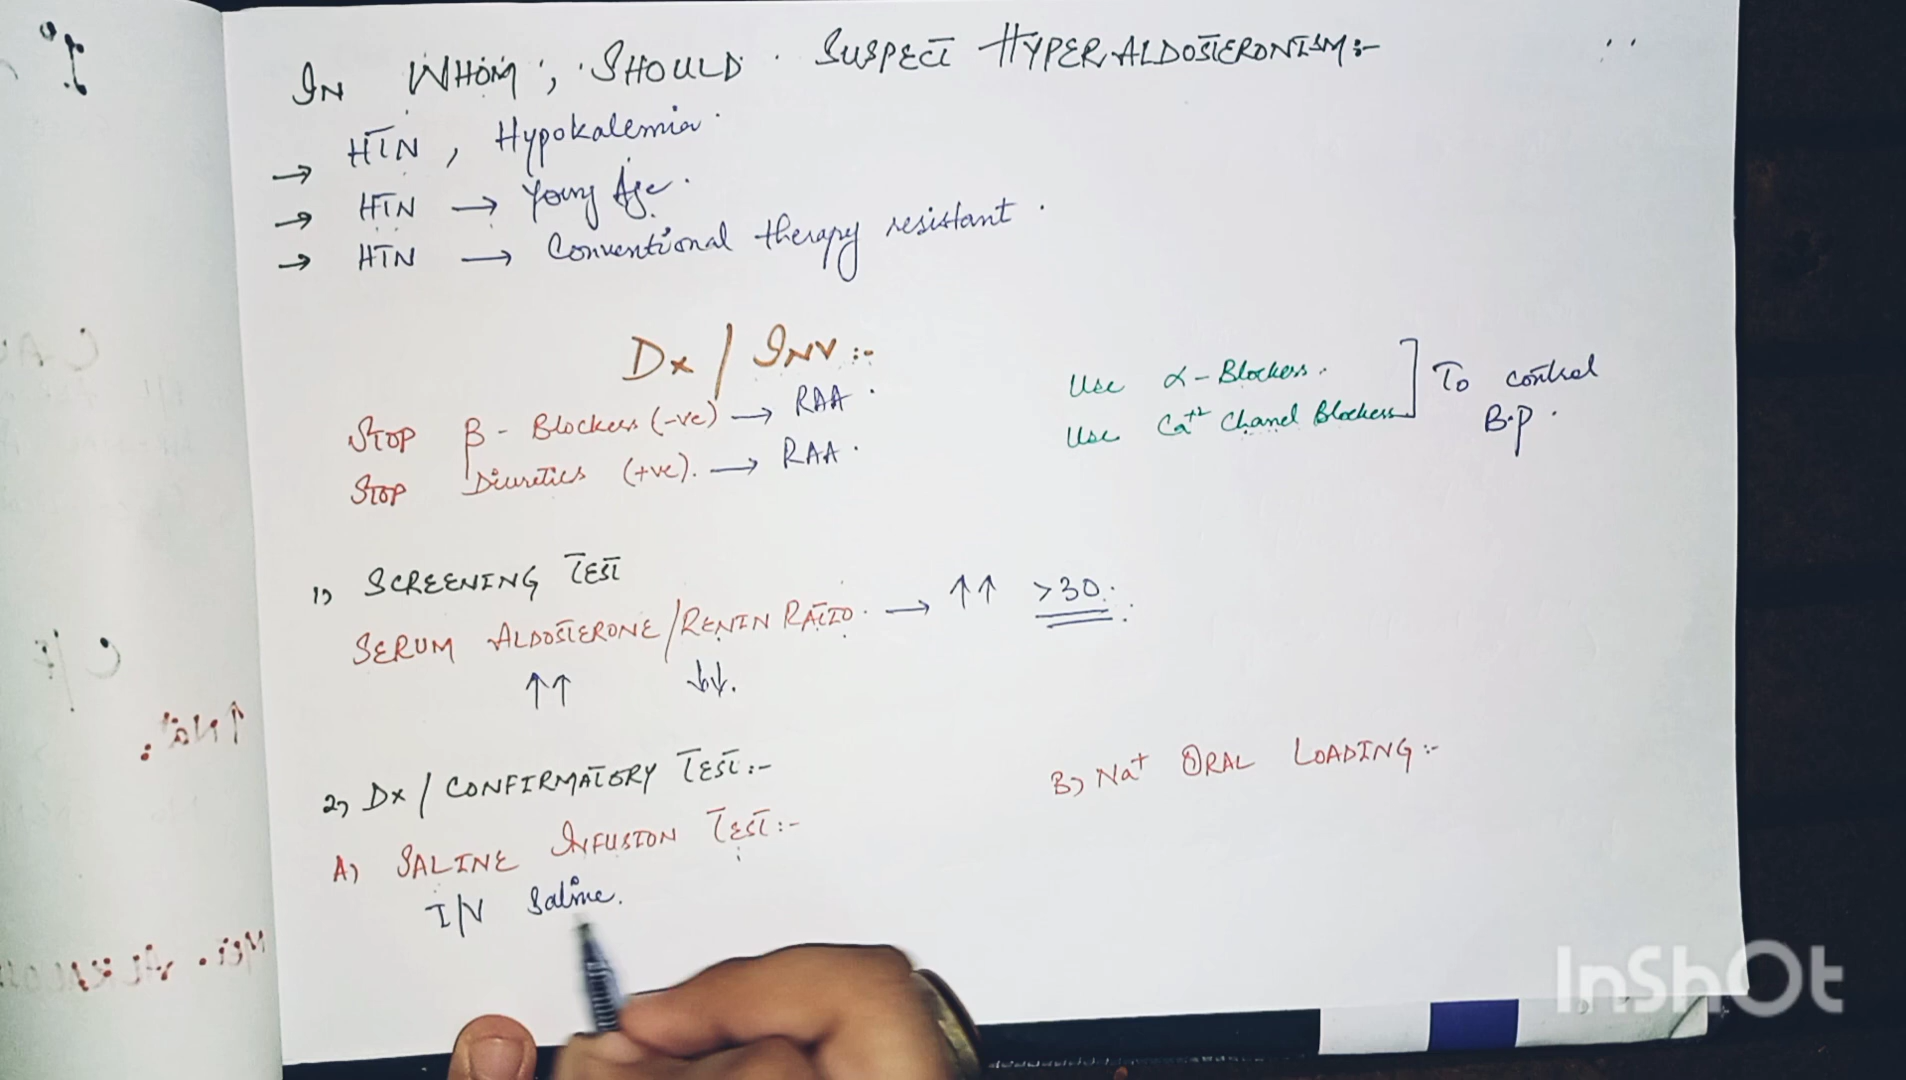 IN WHOM, SHOULD SUSPECT HYPERALDOSTERONISM:-
→ HTN, Hypokalemia.
→ HTN → Young Age.
→ HTN → Conventional therapy resistant.
Dx / INV:-
STOP β-Blockers (-ve) → RAA.
STOP Diuretics (+ve). → RAA.
Use α-Blockers.
Use Ca+2 Chanel Blockers
To control
B.p.
1) SCREENING TEST
SERUM ALDOSTERONE/RENIN RATIO. → ↑↑ >30.
↑↑ ↓↓.
2) Dx / CONFIRMATORY TEST:-
A) SALINE INFUSION TEST:-
I/V Saline.
B) Na+ ORAL LOADING:-
InShOt